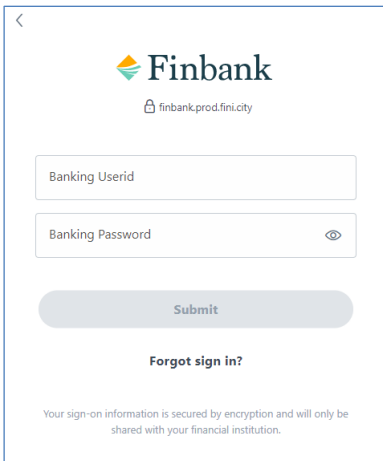 Finbank
finbank.prod.fini.city
Banking Userid
Banking Password
Submit
Forgot sign in?
Your sign-on information is secured by encryption and will only be
shared with your financial institution.